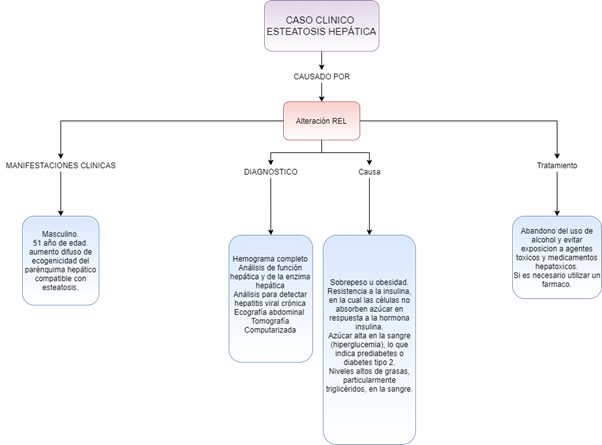 CASO CLINICO
ESTEATOSIS HEPÁTICA
CAUSADO POR
Alteración REL
MANIFESTACIONES CLINICAS
DIAGNOSTICO
Causa
Tratamiento
Masculino.
51 año de edad.
aumento difuso de
ecogenicidad del
parénquima hepático
compatible con
esteatosis.
Hemograma completo
Análisis de función
hepática y de la enzima
hepática
Análisis para detectar
hepatitis viral crónica
Ecografía abdominal
Tomografía
Computarizada
Sobrepeso u obesidad.
Resistencia a la insulina,
en la cual las células no
absorben azúcar en
respuesta a la hormona
insulina.
Azúcar alta en la sangre
(hiperglucemia), lo que
indica prediabetes o
diabetes tipo 2.
Niveles altos de grasas,
particularmente
triglicéridos, en la sangre.
Abandono del uso de
alcohol y evitar
exposicion a agentes
toxicos y medicamentos
hepatoxicos.
Si es necesario utilizar un
farmaco.